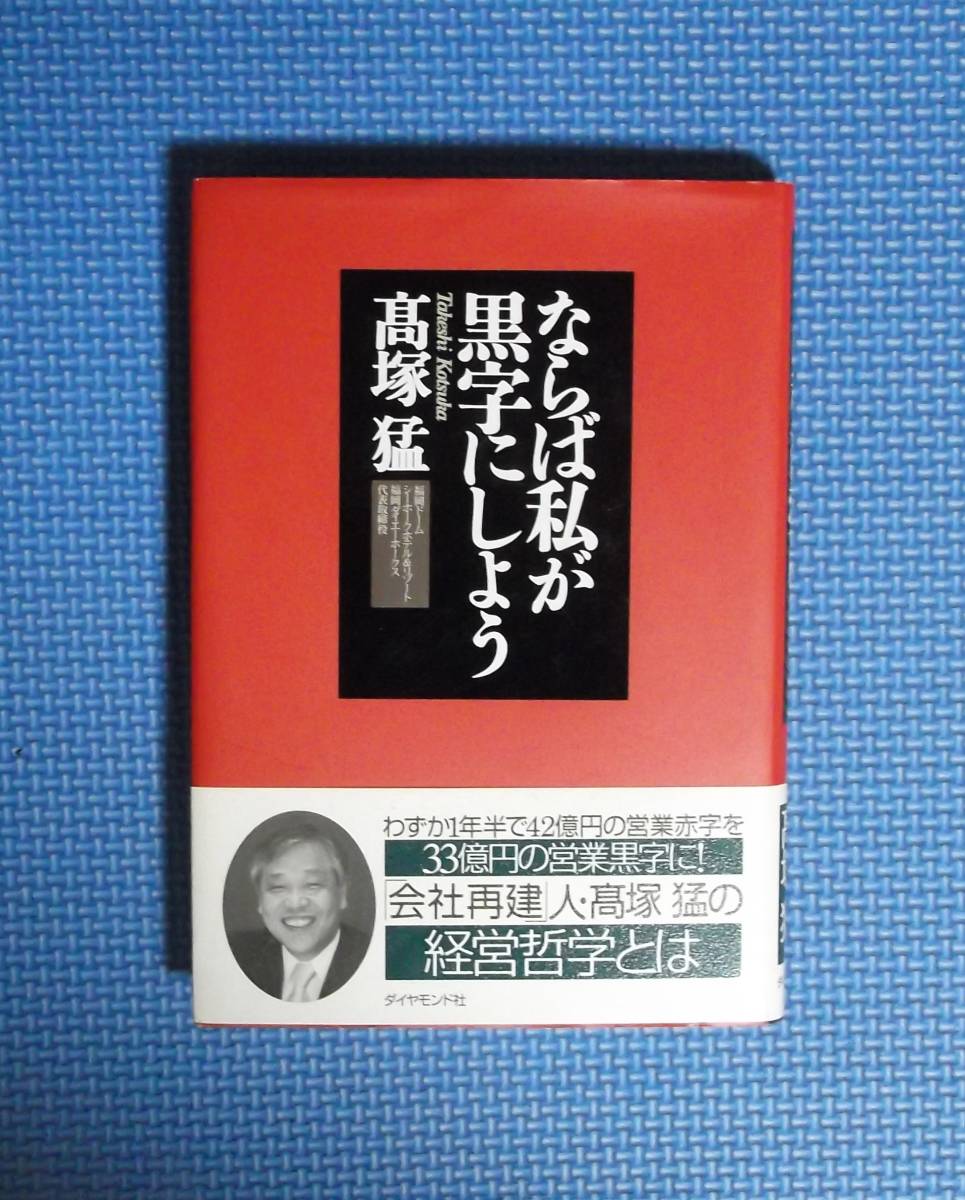 ならば私が
黒字にしよう
Takeshi Kotsuka
髙塚 猛
福岡ドーム
シーホークホテル&リゾート
福岡ダイエーホークス
代表取締役
わずか1年半で42億円の営業赤字を
33億円の営業黒字に!
「会社再建」人・髙塚 猛の
経営哲学とは
ダイヤモンド社